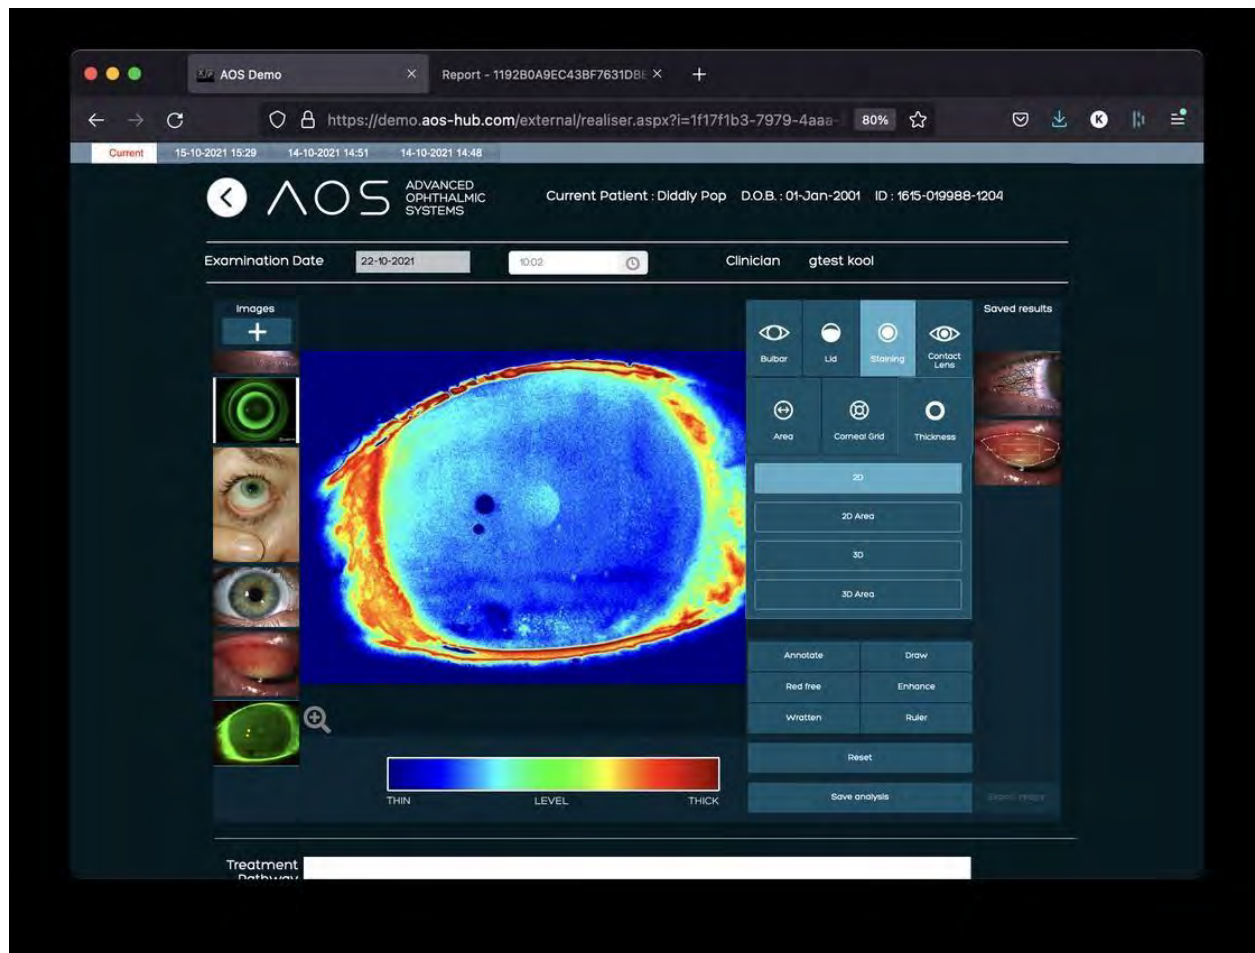 AOS Demo
Report - 1192B0A9EC43BF7631DBE
https://demo.aos-hub.com/external/realiser.aspx?i=1f17f1b3-7979-4aaa-
80%
K
Current 15-10-2021 15:29 14-10-2021 14:51 14-10-2021 14:48
AOS
ADVANCED
OPHTHALMIC
SYSTEMS
Current Patient : Diddly Pop D.O.B. : 01-Jan-2001 ID : 1615-019988-1204
Examination Date 22-10-2021 10:02 Clinician gtest kool
Images
Bulbar
Lid
Staining
Contact
Lens
Saved results
Area
Corneal Grid
Thickness
2D
2D Area
3D
3D Area
Annotate Draw
Red free Enhance
Wratten Ruler
Reset
Save analysis
THIN LEVEL THICK
Treatment
Pathway